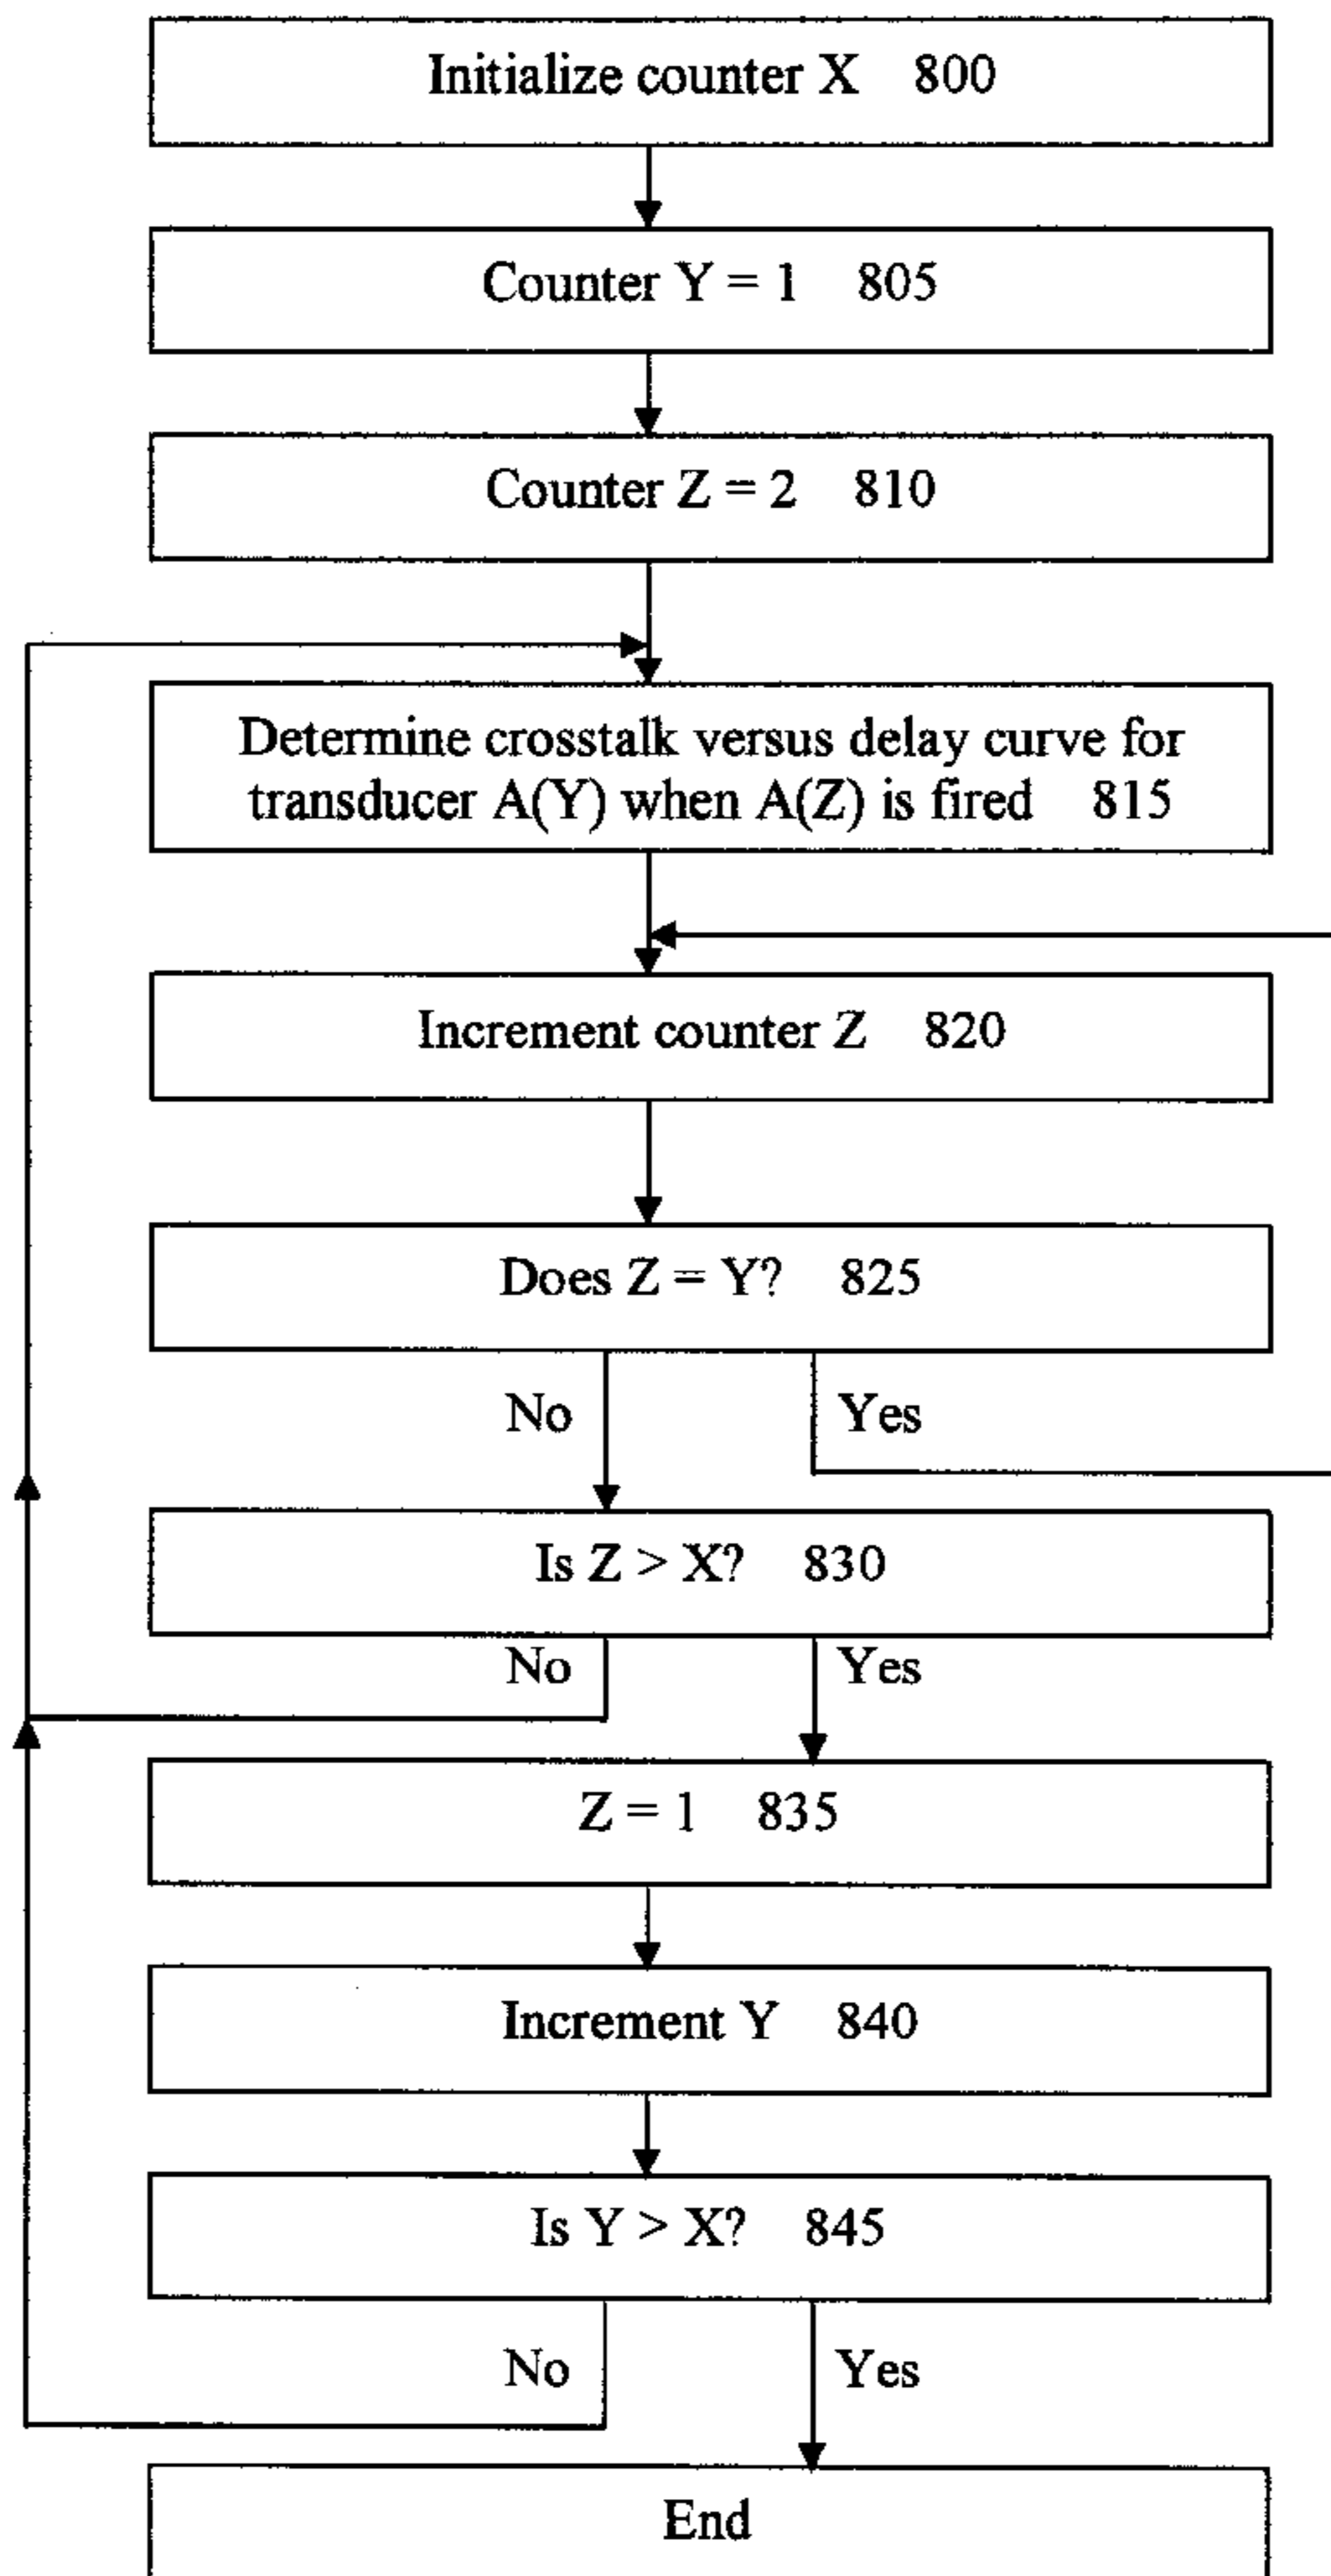 Initialize counter X 800
Counter Y = 1 805
Counter Z = 2 810
Determine crosstalk versus delay curve for
transducer A(Y) when A(Z) is fired 815
Increment counter Z 820
Does Z = Y? 825
No Yes
Is Z > X? 830
No Yes
Z = 1 835
Increment Y 840
Is Y > X? 845
No Yes
End